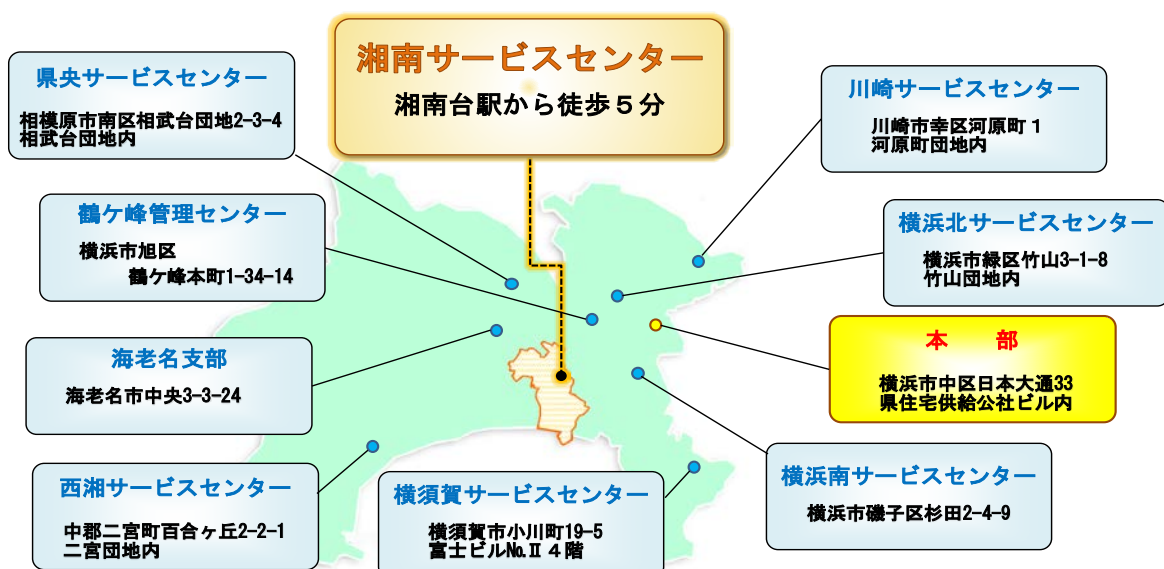 湘南サービスセンター
湘南台駅から徒歩５分
県央サービスセンター
相模原市南区相武台団地2-3-4
相武台団地内
川崎サービスセンター
川崎市幸区河原町１
河原町団地内
鶴ケ峰管理センター
横浜市旭区
鶴ケ峰本町1-34-14
横浜北サービスセンター
横浜市緑区竹山3-1-8
竹山団地内
海老名支部
海老名市中央3-3-24
本　部
横浜市中区日本大通33
県住宅供給公社ビル内
西湘サービスセンター
中郡二宮町百合ヶ丘2-2-1
二宮団地内
横須賀サービスセンター
横須賀市小川町19-5
富士ビルNo.Ⅱ４階
横浜南サービスセンター
横浜市磯子区杉田2-4-9